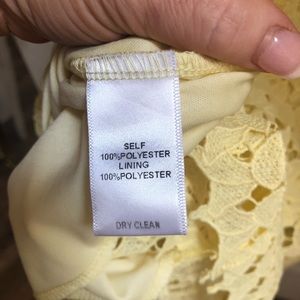 SELF
100%POLYESTER
LINING
100%POLYESTER
DRY CLEAN